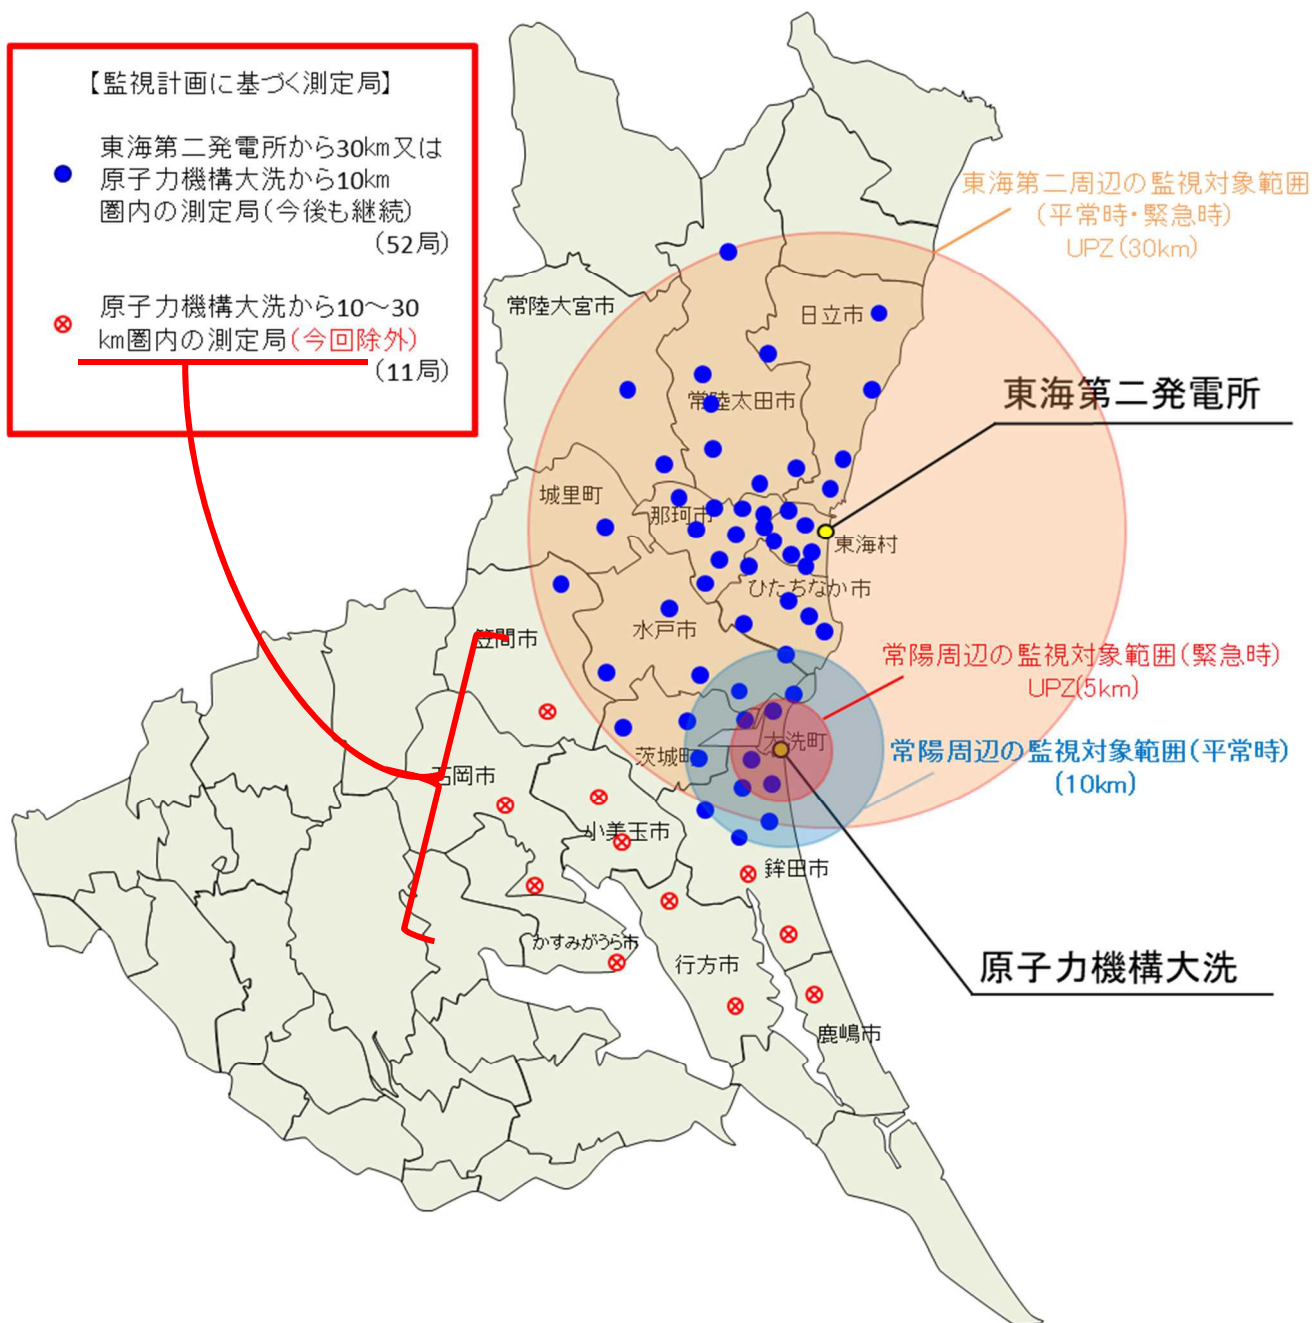 【監視計画に基づく測定局】
東海第二発電所から30㎞又は
原子力機構大洗から10km
圏内の測定局(今後も継続)
(52局)
原子力機構大洗から10～30
km圏内の測定局(今回除外)
(11局)
東海第二周辺の監視対象範囲
(平常時・緊急時)
UPZ(30km)
常陸大宮市
日立市
常陸太田市
東海第二発電所
城里町
那珂市
東海村
ひたちなか市
水戸市
笠間市
常陽周辺の監視対象範囲(緊急時)
UPZ(5km)
大洗町
茨城町
常陽周辺の監視対象範囲(平常時)
(10km)
石岡市
小美玉市
鉾田市
かすみがうら市
行方市
原子力機構大洗
鹿嶋市